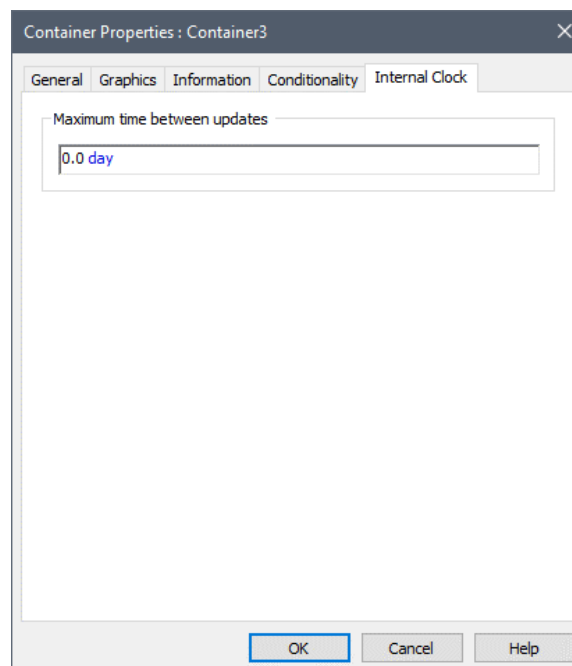 Container Properties : Container3
General Graphics Information Conditionality Internal Clock
Maximum time between updates
0.0 day
OK Cancel Help